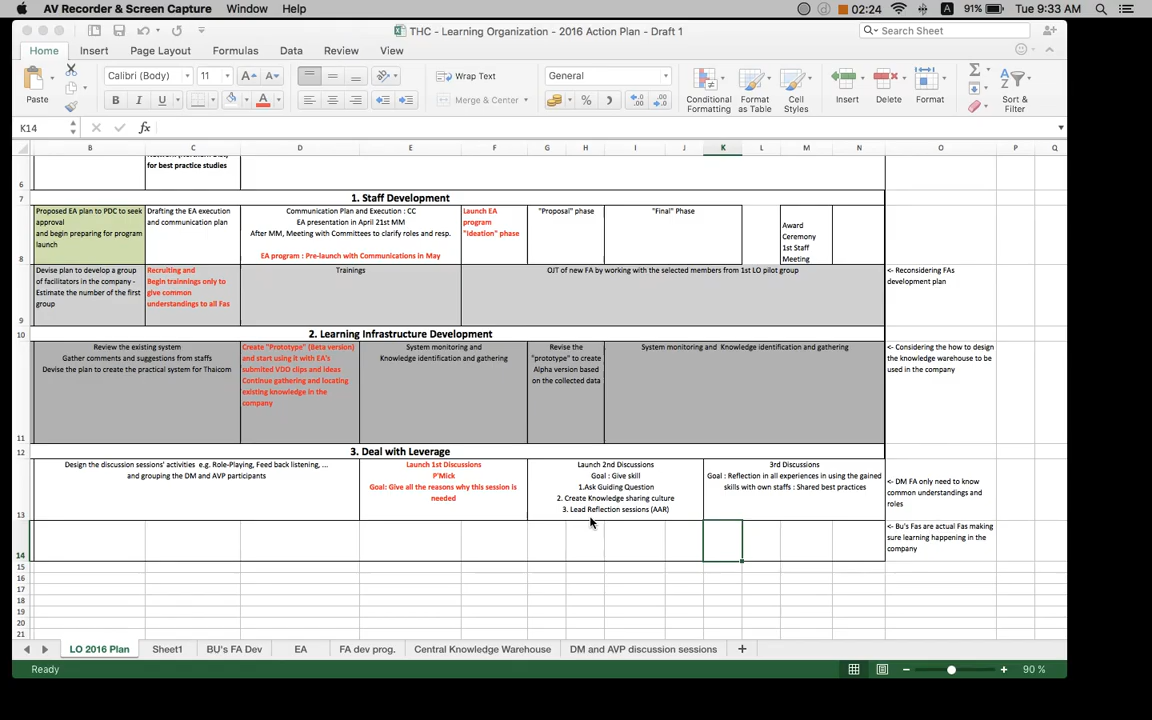 AV Recorder & Screen Capture Window Help 02:24 A 91% Tue 9:33 AM
THC - Learning Organization - 2016 Action Plan - Draft 1 Search Sheet
Home Insert Page Layout Formulas Data Review View
Calibri (Body) 11 A A Wrap Text General
Paste B I U A Merge & Center % Conditional Formatting Format as Table Cell Styles Insert Delete Format Sort & Filter
K14 fx
B C D E F G H I J K L M N O P Q
for best practice studies
6
7 1. Staff Development
Proposed EA plan to PDC to seek
approval
and begin preparing for program
launch
Drafting the EA execution
and communication plan
Communication Plan and Execution : CC
EA presentation in April 21st MM
After MM, Meeting with Committees to clarify roles and resp.
EA program : Pre-launch with Communications in May
Launch EA
program
"Ideation" phase
"Proposal" phase
"Final" Phase
Award
Ceremony
1st Staff
Meeting
8
Devise plan to develop a group
of facilitators in the company -
Estimate the number of the first
group
Recruiting and
Begin trainnings only to
give common
understandings to all Fas
Trainings
OJT of new FA by working with the selected members from 1st LO pilot group
<- Reconsidering FAs
development plan
9
10 2. Learning Infrastructure Development
Review the existing system
Gather comments and suggestions from staffs
Devise the plan to create the practical system for Thaicom
Create "Prototype" (Beta version)
and start using it with EA's
submited VDO clips and ideas
Continue gathering and locating
existing knowledge in the
company
System monitoring and
Knowledge identification and gathering
Revise the
"prototype" to create
Alpha version based
on the collected data
System monitoring and Knowledge identification and gathering
<- Considering the how to design
the knowledge warehouse to be
used in the company
11
12 3. Deal with Leverage
Design the discussion sessions' activities e.g. Role-Playing, Feed back listening, ...
and grouping the DM and AVP participants
Launch 1st Discussions
P'Mick
Goal: Give all the reasons why this session is
needed
Launch 2nd Discussions
Goal : Give skill
1.Ask Guiding Question
2. Create Knowledge sharing culture
3. Lead Reflection sessions (AAR)
3rd Discussions
Goal : Reflection in all experiences in using the gained
skills with own staffs : Shared best practices
<- DM FA only need to know
common understandings and
roles
13
<- Bu's Fas are actual Fas making
sure learning happening in the
company
14
15
16
17
18
19
20
21
LO 2016 Plan Sheet1 BU's FA Dev EA FA dev prog. Central Knowledge Warehouse DM and AVP discussion sessions +
Ready 90 %